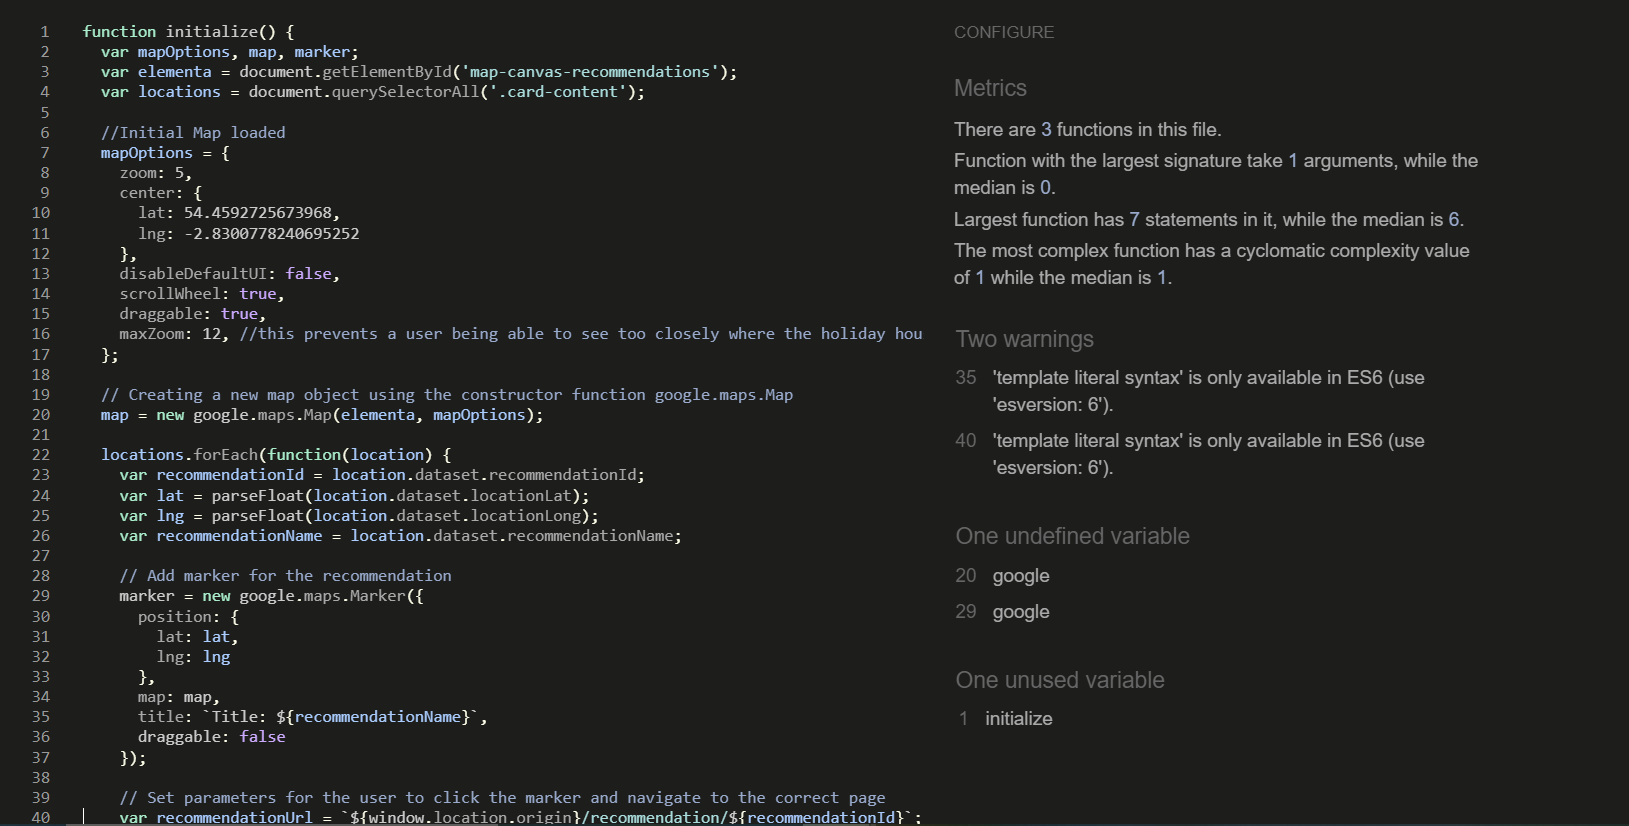 1 function initialize() {
2 var mapOptions, map, marker;
3 var elementa = document.getElementById('map-canvas-recommendations');
4 var locations = document.querySelectorAll('.card-content');
5
6 //Initial Map loaded
7 mapOptions = {
8 zoom: 5,
9 center: {
10 lat: 54.4592725673968,
11 lng: -2.8300778240695252
12 },
13 disableDefaultUI: false,
14 scrollWheel: true,
15 draggable: true,
16 maxZoom: 12, //this prevents a user being able to see too closely where the holiday hou
17 };
18
19 // Creating a new map object using the constructor function google.maps.Map
20 map = new google.maps.Map(elementa, mapOptions);
21
22 locations.forEach(function(location) {
23 var recommendationId = location.dataset.recommendationId;
24 var lat = parseFloat(location.dataset.locationLat);
25 var lng = parseFloat(location.dataset.locationLong);
26 var recommendationName = location.dataset.recommendationName;
27
28 // Add marker for the recommendation
29 marker = new google.maps.Marker({
30 position: {
31 lat: lat,
32 lng: lng
33 },
34 map: map,
35 title: `Title: ${recommendationName}`,
36 draggable: false
37 });
38
39 // Set parameters for the user to click the marker and navigate to the correct page
40 var recommendationUrl = `${window.location.origin}/recommendation/${recommendationId}`;
CONFIGURE
Metrics
There are 3 functions in this file.
Function with the largest signature take 1 arguments, while the
median is 0.
Largest function has 7 statements in it, while the median is 6.
The most complex function has a cyclomatic complexity value
of 1 while the median is 1.
Two warnings
35 'template literal syntax' is only available in ES6 (use
'esversion: 6').
40 'template literal syntax' is only available in ES6 (use
'esversion: 6').
One undefined variable
20 google
29 google
One unused variable
1 initialize